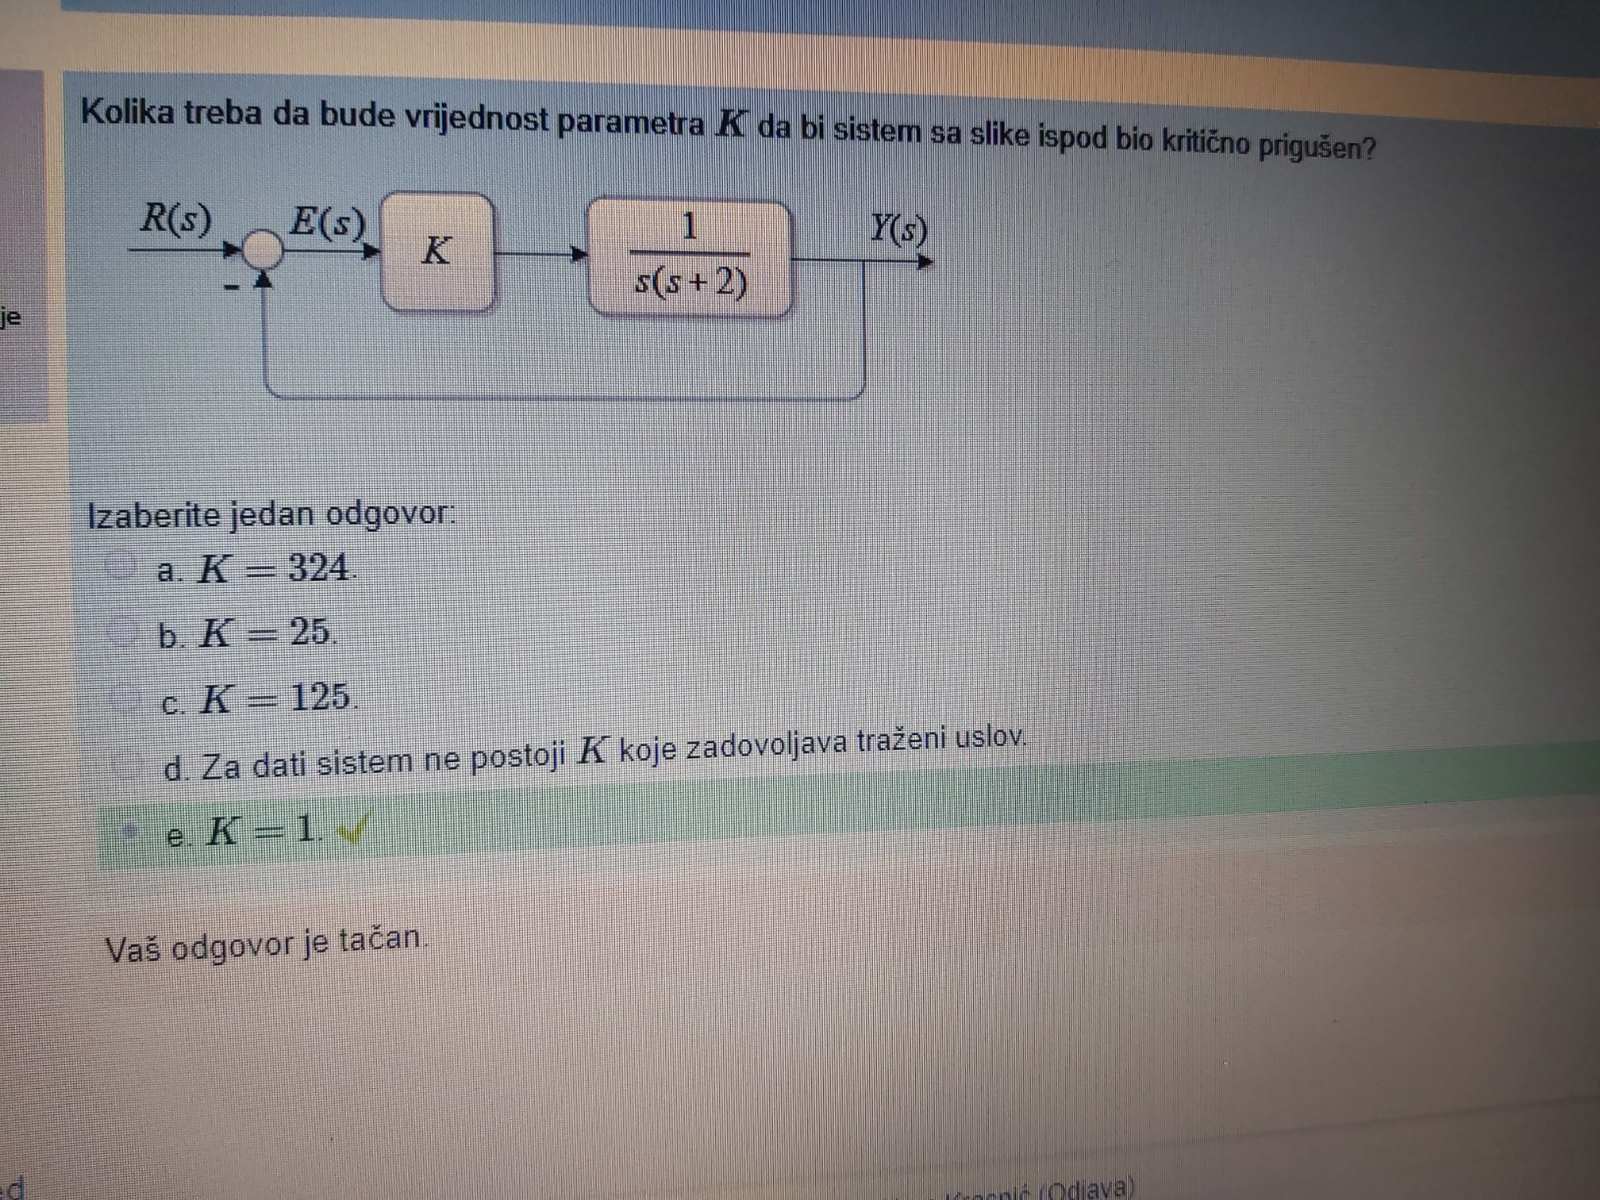 Kolika treba da bude vrijednost parametra K da bi sistem sa slike ispod bio kritično prigušen?
R(s) E(s) K 1 Y(s)
s(s+2)
-
je
Izaberite jedan odgovor:
a. K = 324.
b. K = 25.
c. K = 125.
d. Za dati sistem ne postoji K koje zadovoljava traženi uslov.
e. K = 1.
Vaš odgovor je tačan.
(Odjava)